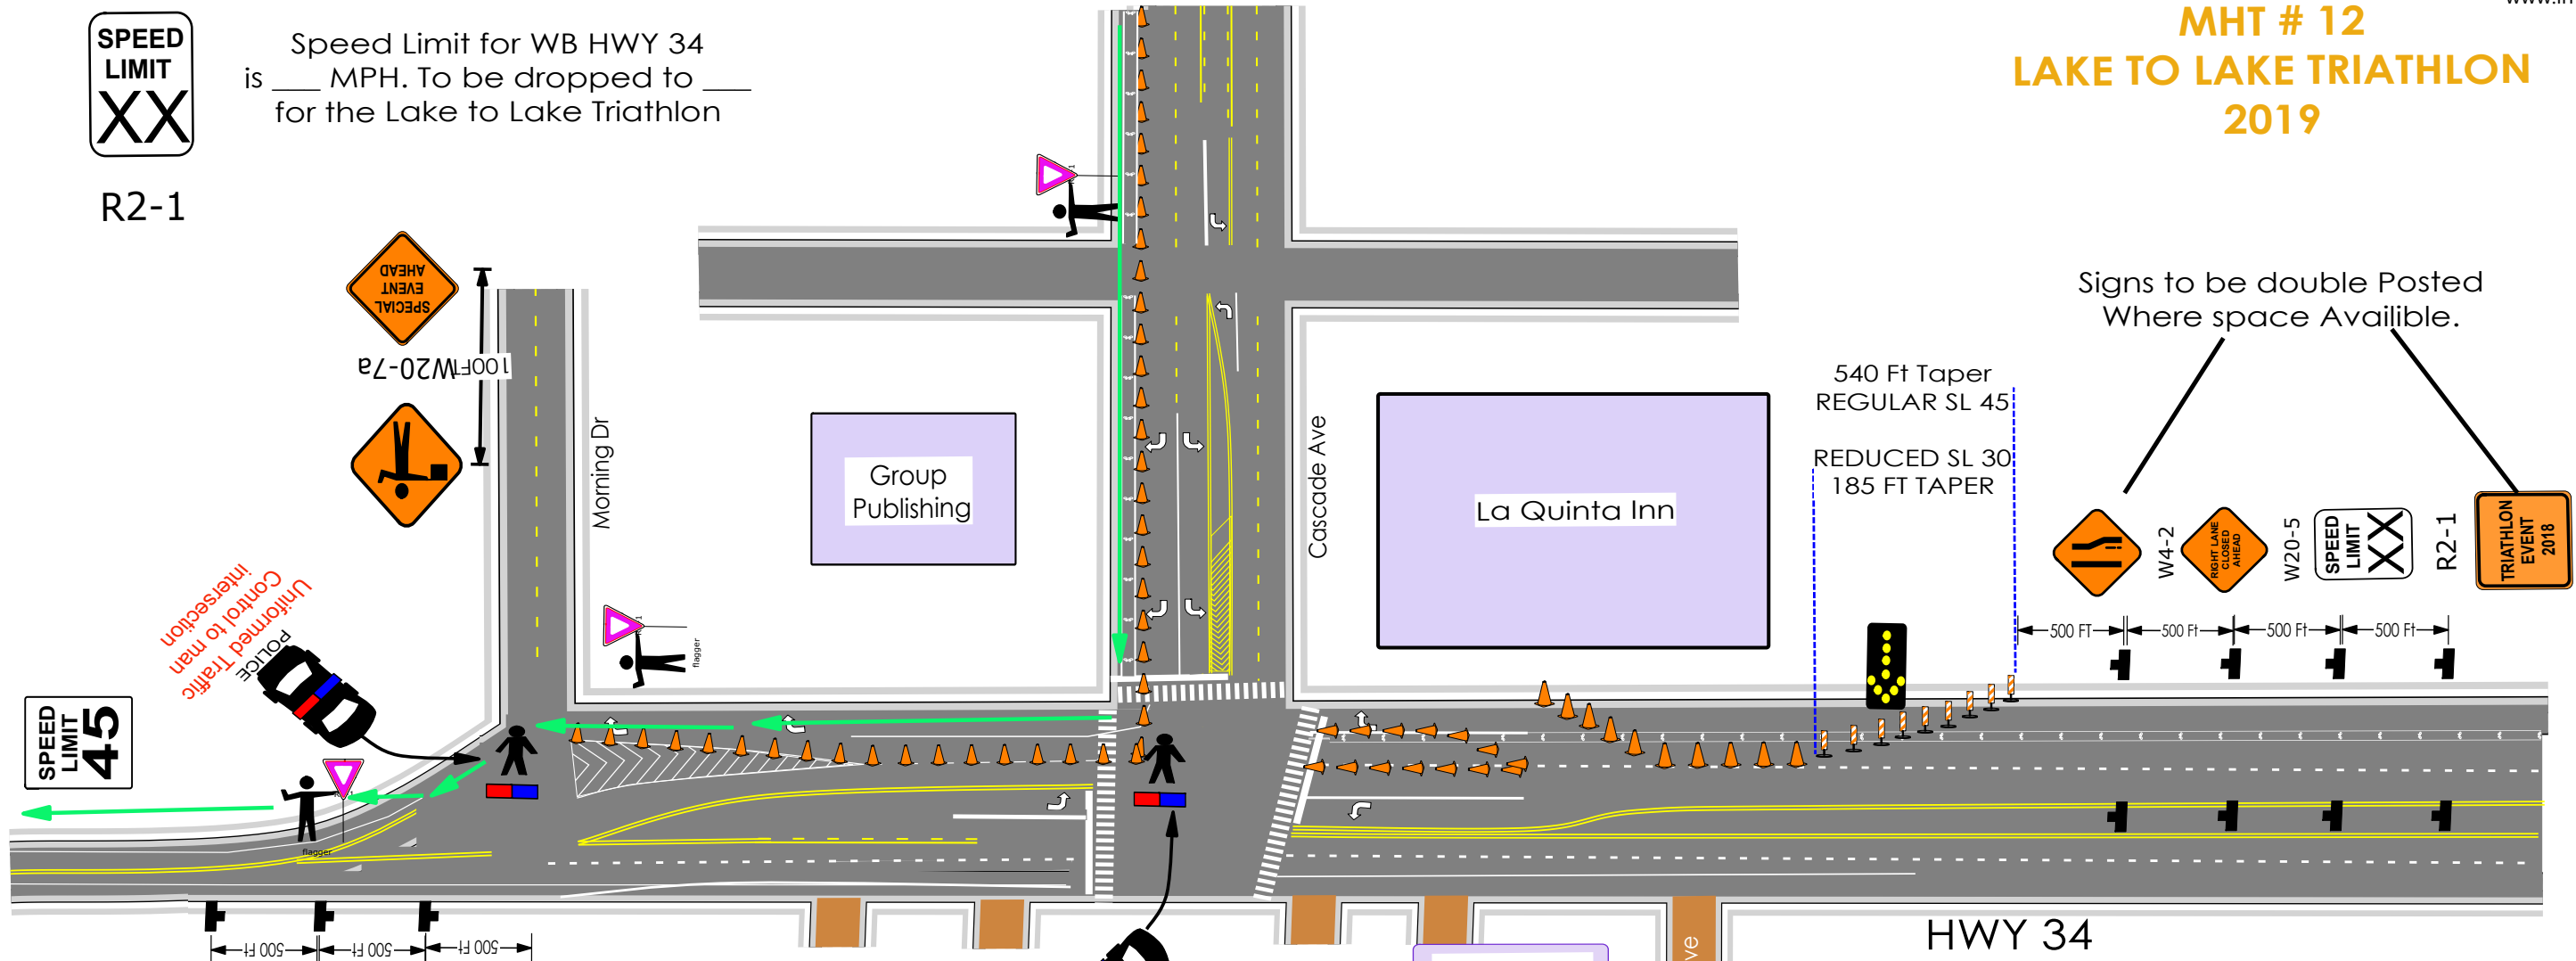 SPEED
LIMIT
XX
R2-1
Speed Limit for WB HWY 34
is ___ MPH. To be dropped to ___
for the Lake to Lake Triathlon
MHT # 12
LAKE TO LAKE TRIATHLON
2019
SPECIAL
EVENT
AHEAD
W20-7a
100FT
Morning Dr
Group
Publishing
Cascade Ave
La Quinta Inn
540 Ft Taper
REGULAR SL 45
REDUCED SL 30
185 FT TAPER
Signs to be double Posted
Where space Availible.
W4-2
RIGHT LANE
CLOSED
AHEAD
W20-5
SPEED
LIMIT
XX
R2-1
TRIATHLON
EVENT
2018
500 FT
500 Ft
500 Ft
500 Ft
Uniformed Traffic
Control to man
intersection
POLICE
flagger
SPEED
LIMIT
45
flagger
500 Ft
500 Ft
500 Ft
HWY 34